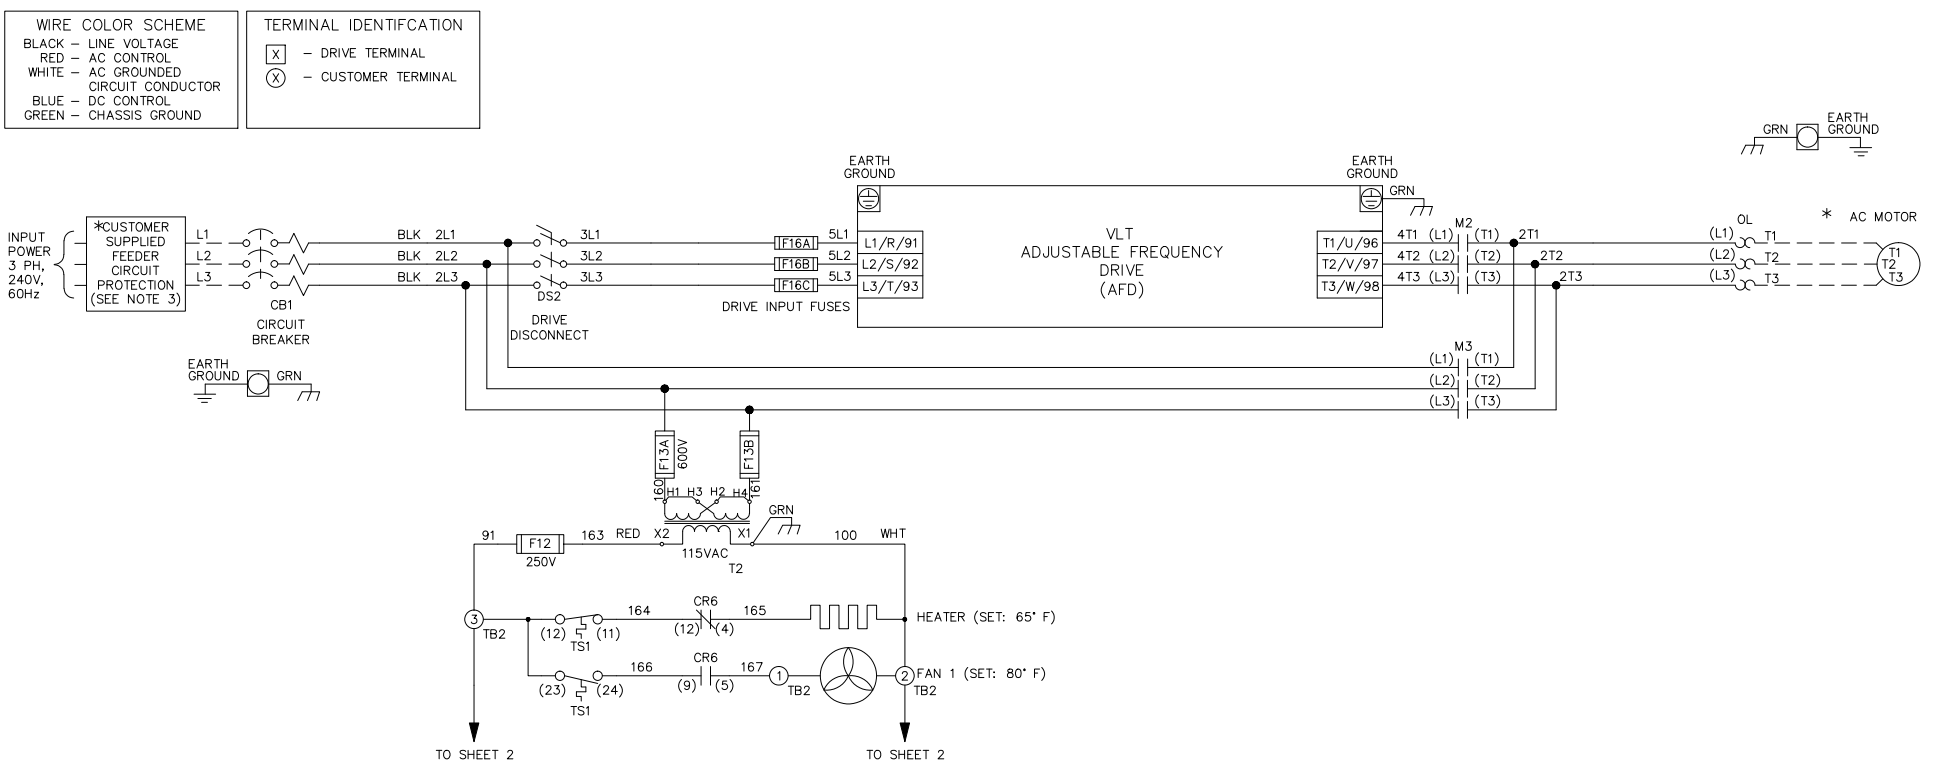 WIRE COLOR SCHEME
BLACK – LINE VOLTAGE
RED – AC CONTROL
WHITE – AC GROUNDED
CIRCUIT CONDUCTOR
BLUE – DC CONTROL
GREEN – CHASSIS GROUND
TERMINAL IDENTIFCATION
X – DRIVE TERMINAL
X – CUSTOMER TERMINAL
GRN
EARTH
GROUND
INPUT
POWER
3 PH,
240V,
60Hz
*CUSTOMER
SUPPLIED
FEEDER
CIRCUIT
PROTECTION
(SEE NOTE 3)
L1
L2
L3
CB1
CIRCUIT
BREAKER
BLK 2L1
BLK 2L2
BLK 2L3
DS2
DRIVE
DISCONNECT
3L1
3L2
3L3
F16A
F16B
F16C
DRIVE INPUT FUSES
5L1
5L2
5L3
EARTH
GROUND
L1/R/91
L2/S/92
L3/T/93
VLT
ADJUSTABLE FREQUENCY
DRIVE
(AFD)
EARTH
GROUND
GRN
T1/U/96
T2/V/97
T3/W/98
M2
4T1 (L1) (T1) 2T1
4T2 (L2) (T2) 2T2
4T3 (L3) (T3) 2T3
OL
(L1) T1
(L2) T2
(L3) T3
* AC MOTOR
T1
T2
T3
M3
(L1) (T1)
(L2) (T2)
(L3) (T3)
EARTH
GROUND
GRN
F13A
600V
F13B
160
161
H1 H3 H2 H4
GRN
91
F12
250V
163 RED X2
X1
115VAC
T2
100 WHT
3
TB2
(12) (11)
TS1
164
CR6
(12) (4)
165
HEATER (SET: 65° F)
(23) (24)
TS1
166
CR6
(9) (5)
167
1
TB2
2
TB2
FAN 1 (SET: 80° F)
TO SHEET 2
TO SHEET 2